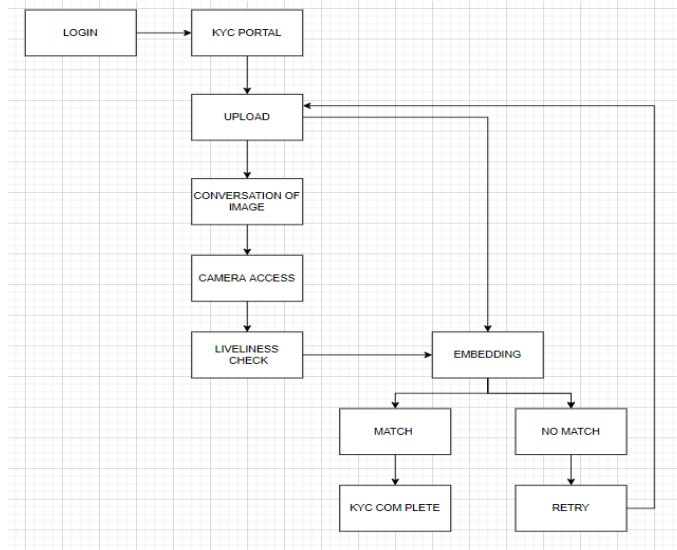 LOGIN
KYC PORTAL
UPLOAD
CONVERSATION OF
IMAGE
CAMERA ACCESS
LIVELINESS
CHECK
EMBEDDING
MATCH
NO MATCH
KYC COM PLETE
RETRY